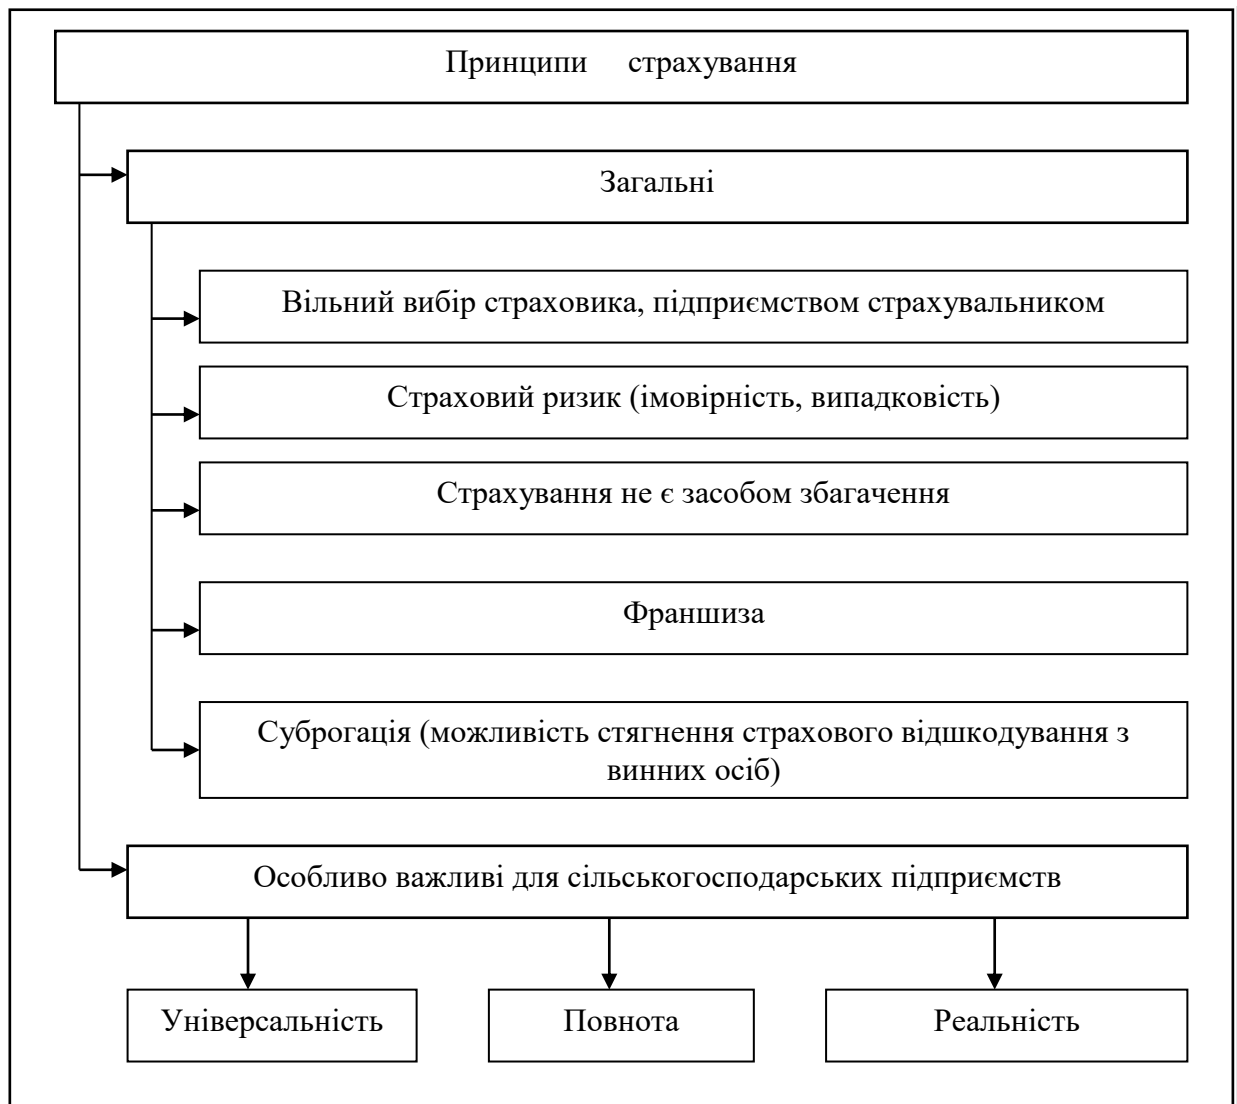 Принципи страхування
Загальні
Вільний вибір страховика, підприємством страхувальником
Страховий ризик (імовірність, випадковість)
Страхування не є засобом збагачення
Франшиза
Суброгація (можливість стягнення страхового відшкодування з
винних осіб)
Особливо важливі для сільськогосподарських підприємств
Універсальність
Повнота
Реальність